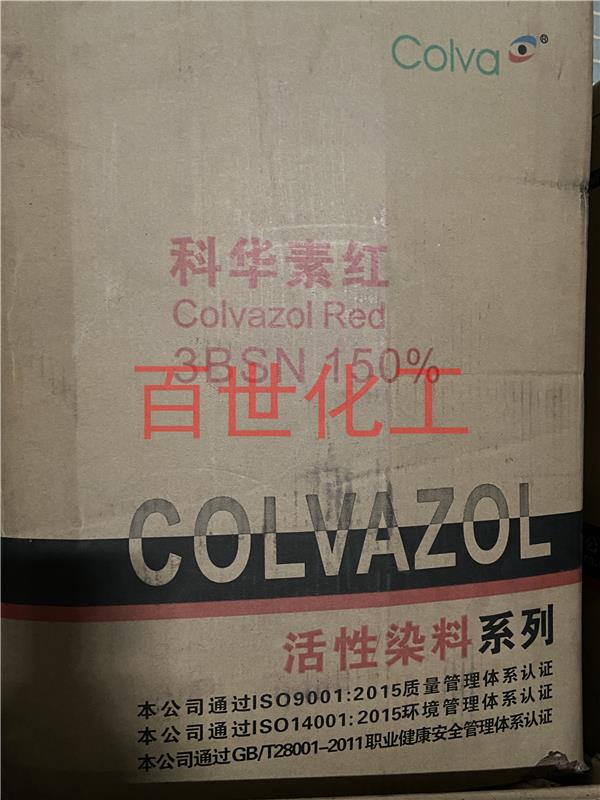 Colva®
科华素红
Colvazol Red
3BSN 150%
百世化工
COLVAZOL
活性染料系列
本公司通过ISO9001:2015质量管理体系认证
本公司通过ISO14001:2015环境管理体系认证
本公司通过GB/T28001-2011职业健康安全管理体系认证